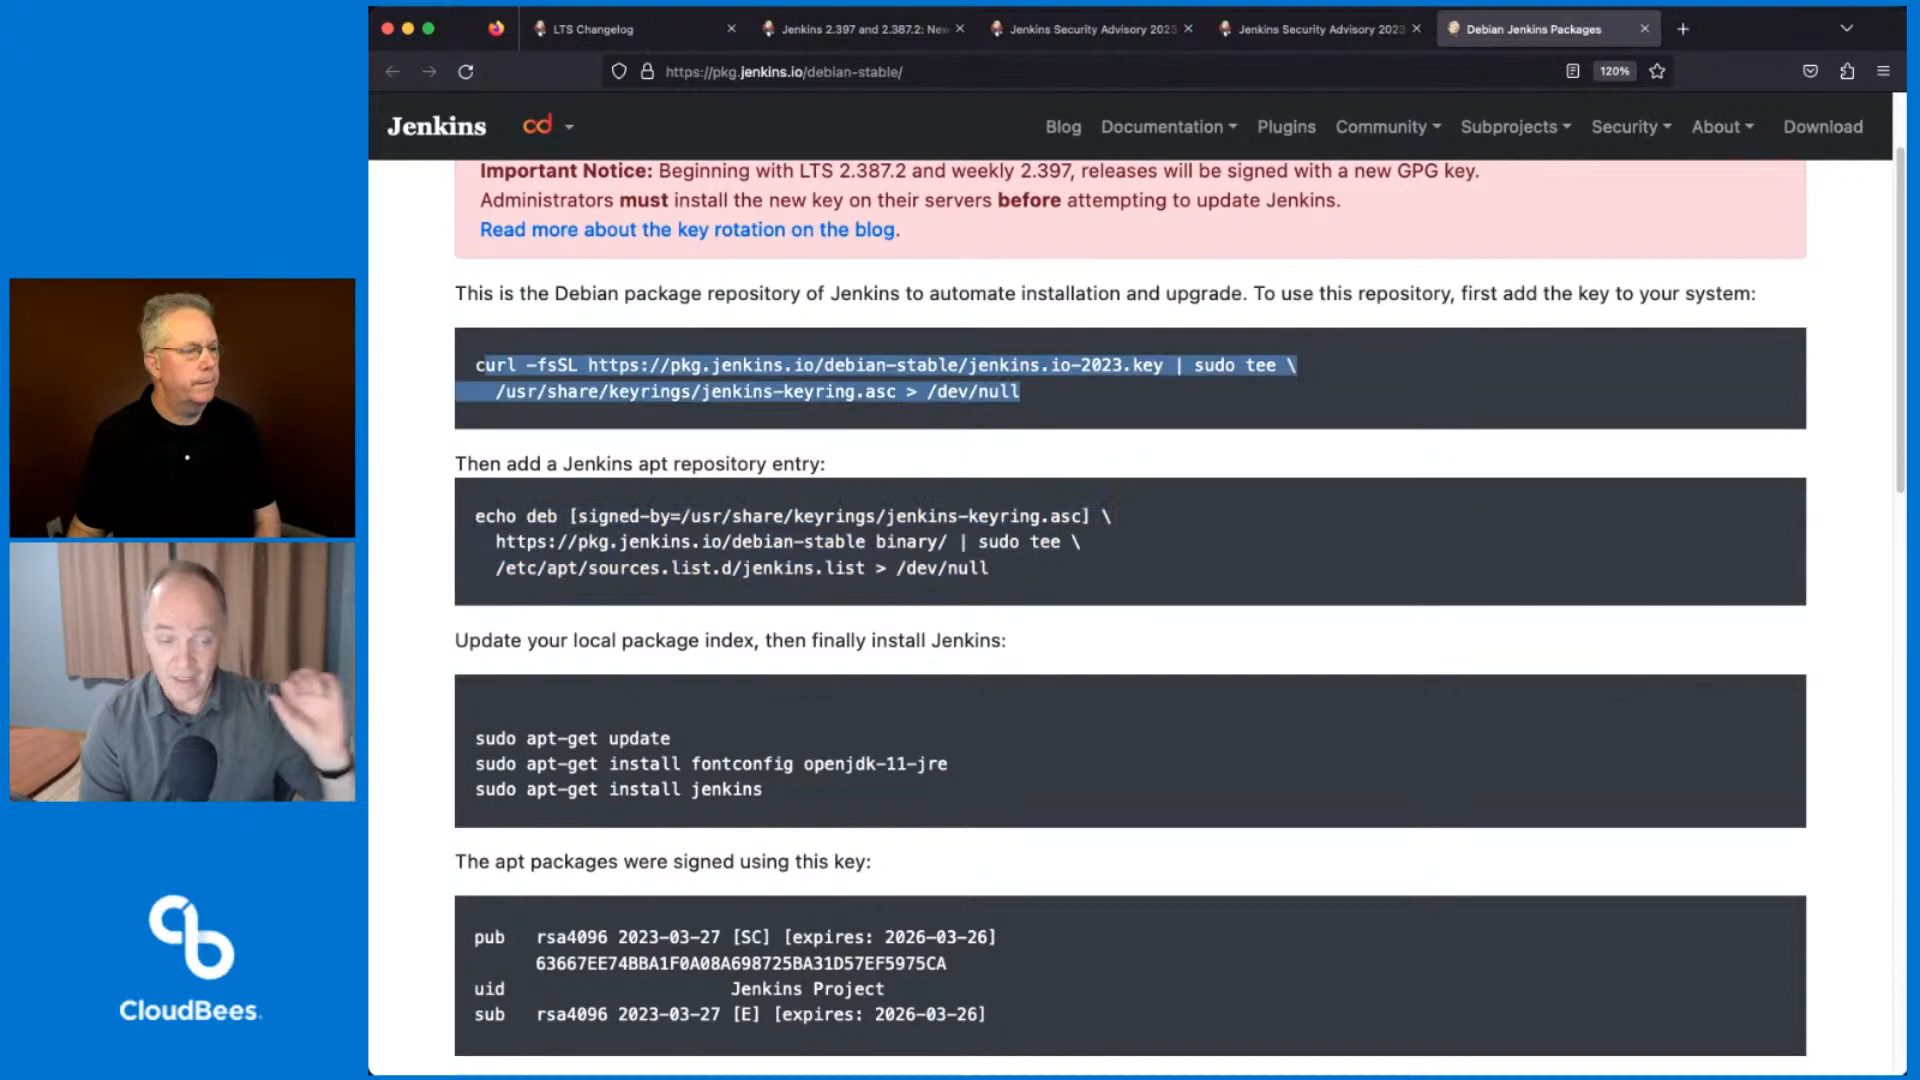 LTS Changelog
Jenkins 2.397 and 2.387.2: New
Jenkins Security Advisory 2023
Jenkins Security Advisory 2023
Debian Jenkins Packages
https://pkg.jenkins.io/debian-stable/
120%
Jenkins
cd
Blog
Documentation
Plugins
Community
Subprojects
Security
About
Download
Important Notice: Beginning with LTS 2.387.2 and weekly 2.397, releases will be signed with a new GPG key.
Administrators must install the new key on their servers before attempting to update Jenkins.
Read more about the key rotation on the blog.
This is the Debian package repository of Jenkins to automate installation and upgrade. To use this repository, first add the key to your system:
curl -fsSL https://pkg.jenkins.io/debian-stable/jenkins.io-2023.key | sudo tee \
/usr/share/keyrings/jenkins-keyring.asc > /dev/null
Then add a Jenkins apt repository entry:
echo deb [signed-by=/usr/share/keyrings/jenkins-keyring.asc] \
https://pkg.jenkins.io/debian-stable binary/ | sudo tee \
/etc/apt/sources.list.d/jenkins.list > /dev/null
Update your local package index, then finally install Jenkins:
sudo apt-get update
sudo apt-get install fontconfig openjdk-11-jre
sudo apt-get install jenkins
The apt packages were signed using this key:
pub rsa4096 2023-03-27 [SC] [expires: 2026-03-26]
63667EE74BBA1F0A08A698725BA31D57EF5975CA
uid Jenkins Project
sub rsa4096 2023-03-27 [E] [expires: 2026-03-26]
CloudBees.